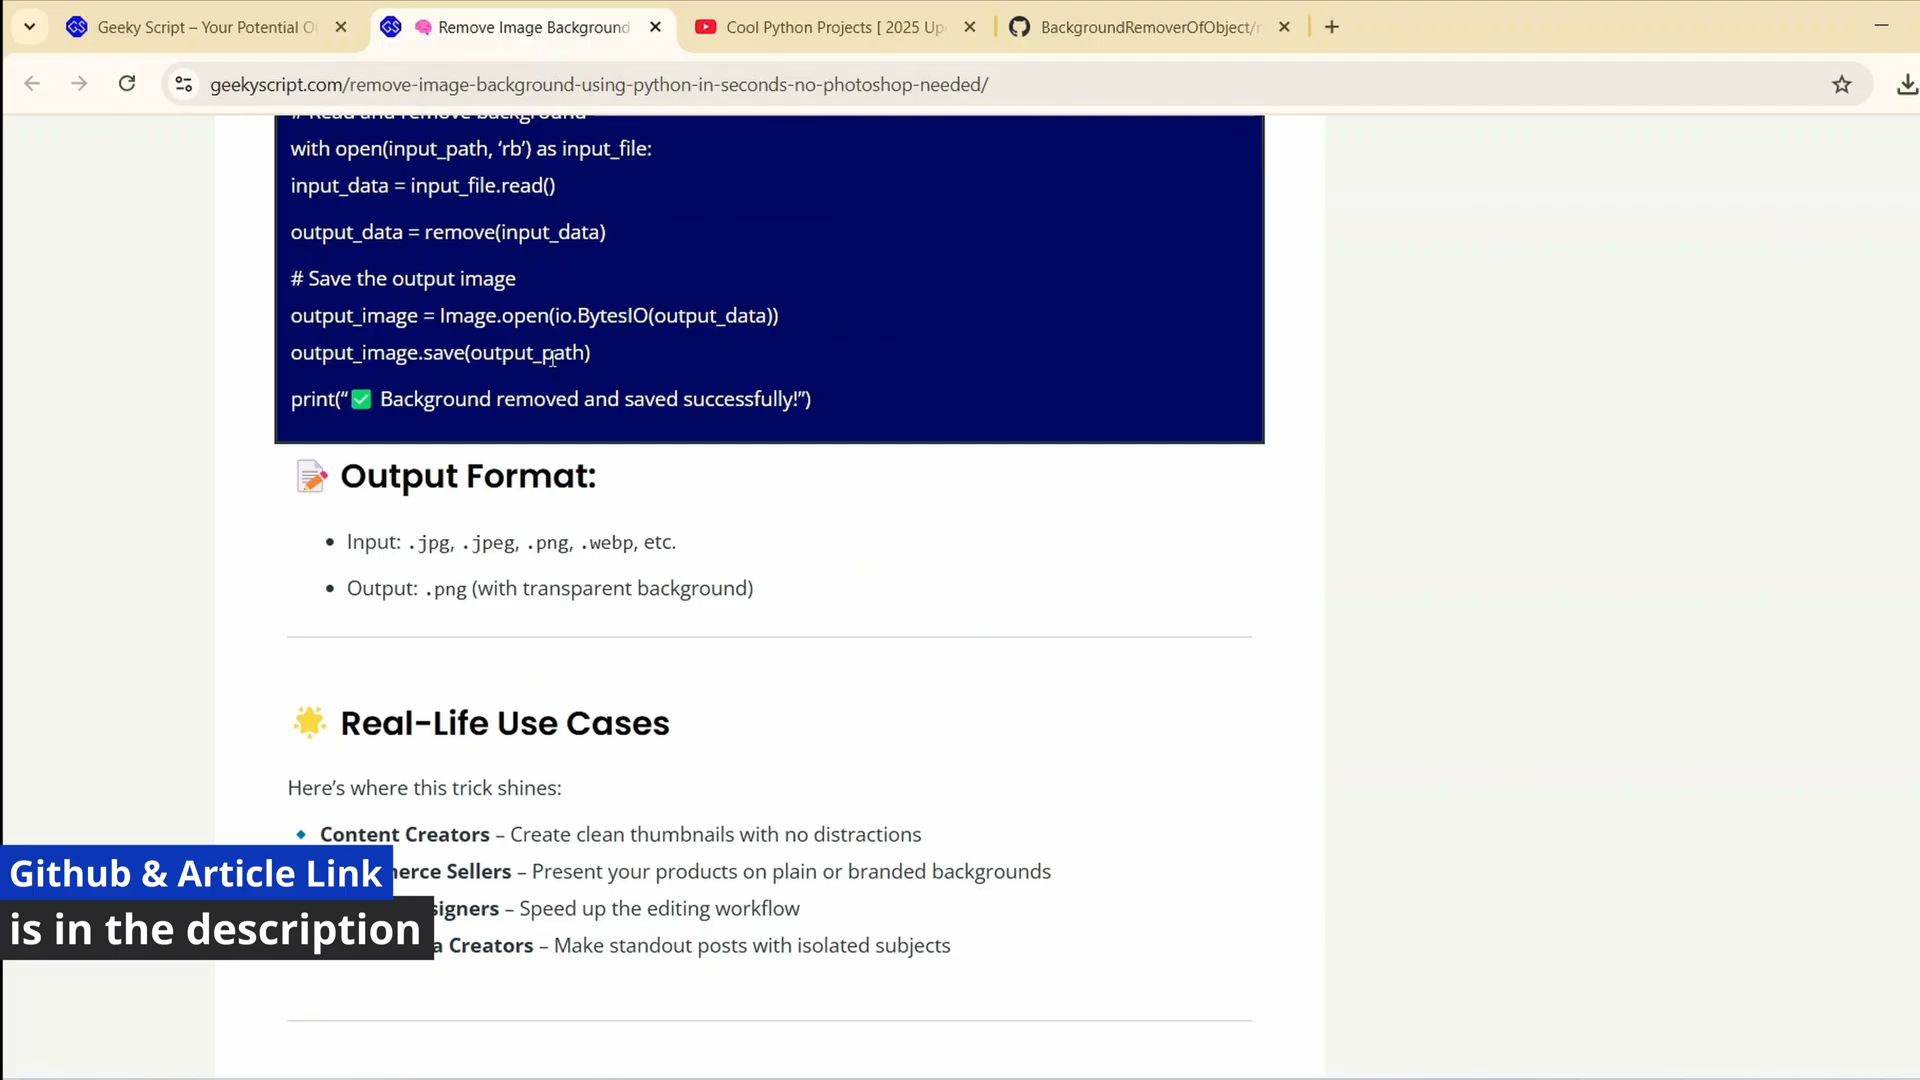 Geeky Script – Your Potential O
🧠 Remove Image Background
Cool Python Projects [ 2025 Up
BackgroundRemoverOfObject/r
geekyscript.com/remove-image-background-using-python-in-seconds-no-photoshop-needed/
# Read and remove background
with open(input_path, ‘rb’) as input_file:
input_data = input_file.read()
output_data = remove(input_data)
# Save the output image
output_image = Image.open(io.BytesIO(output_data))
output_image.save(output_path)
print(“✅ Background removed and saved successfully!”)
📝 Output Format:
• Input: .jpg, .jpeg, .png, .webp, etc.
• Output: .png (with transparent background)
🌟 Real-Life Use Cases
Here’s where this trick shines:
🔹 Content Creators – Create clean thumbnails with no distractions
merce Sellers – Present your products on plain or branded backgrounds
signers – Speed up the editing workflow
a Creators – Make standout posts with isolated subjects
Github & Article Link
is in the description